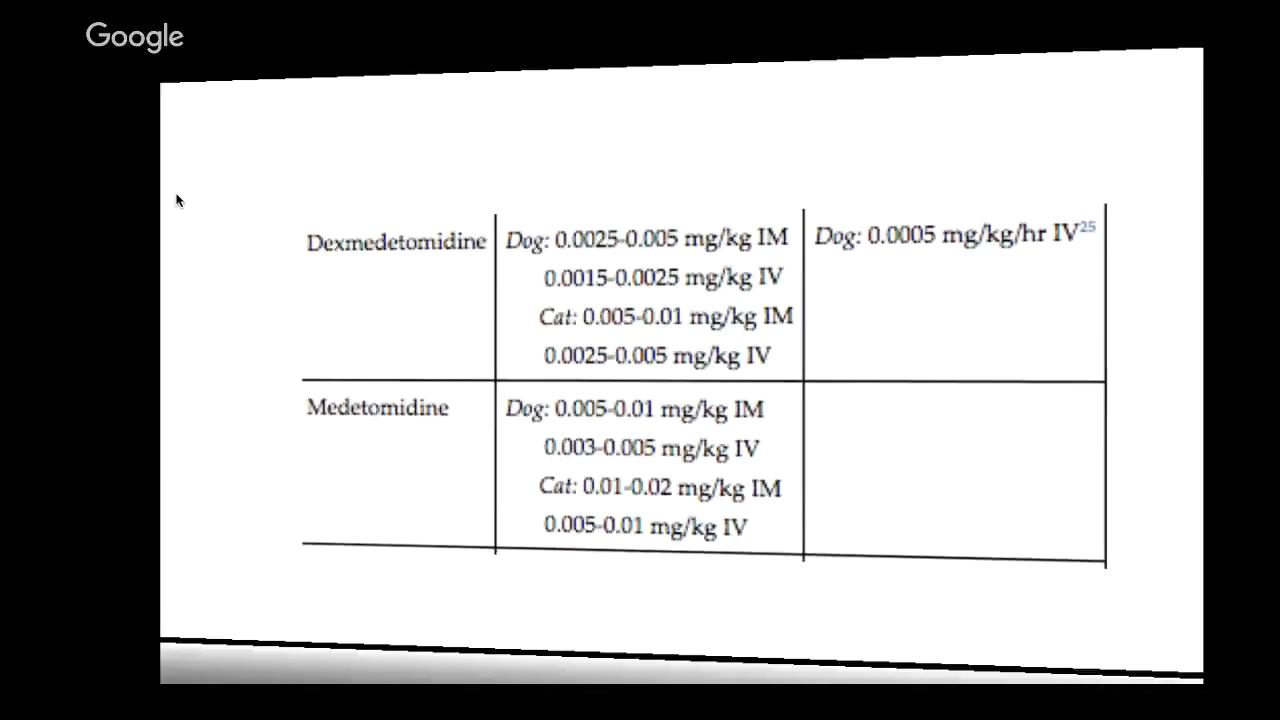 Google
Dexmedetomidine
Dog: 0.0025-0.005 mg/kg IM
0.0015-0.0025 mg/kg IV
Cat: 0.005-0.01 mg/kg IM
0.0025-0.005 mg/kg IV
Dog: 0.0005 mg/kg/hr IV25
Medetomidine
Dog: 0.005-0.01 mg/kg IM
0.003-0.005 mg/kg IV
Cat: 0.01-0.02 mg/kg IM
0.005-0.01 mg/kg IV